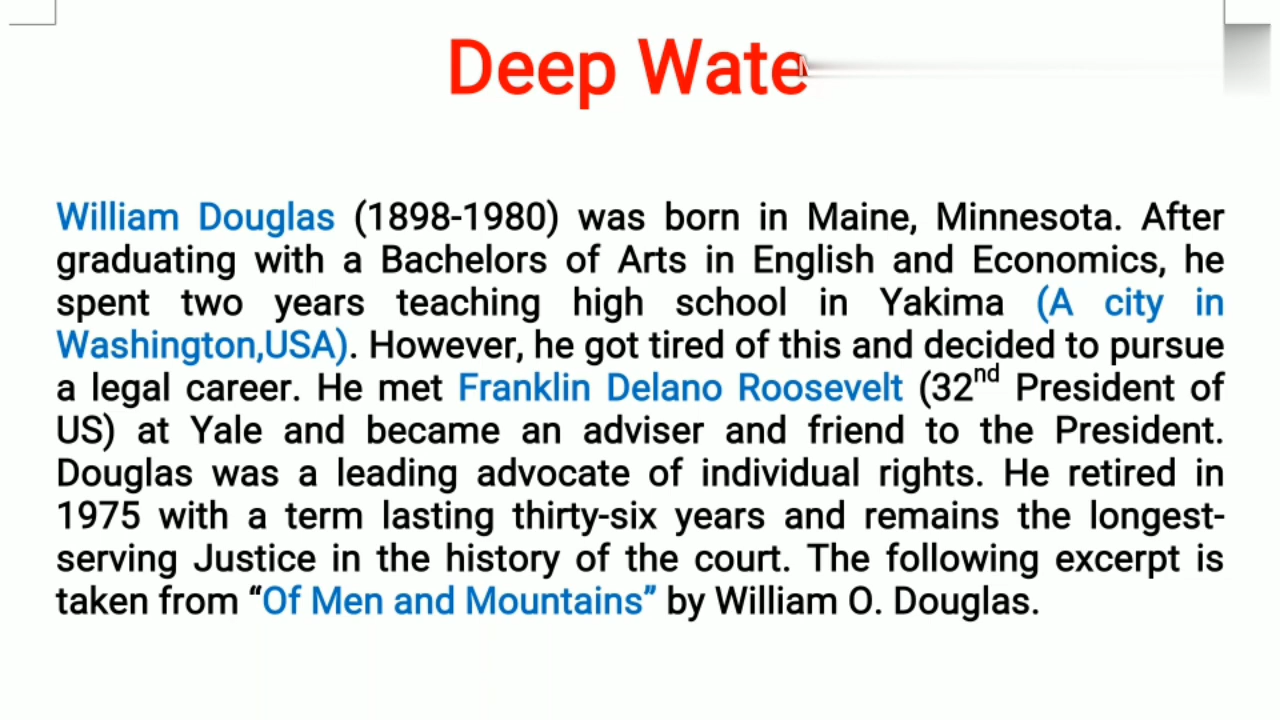 Deep Wate
William Douglas (1898-1980) was born in Maine, Minnesota. After
graduating with a Bachelors of Arts in English and Economics, he
spent two years teaching high school in Yakima (A city in
Washington,USA). However, he got tired of this and decided to pursue
a legal career. He met Franklin Delano Roosevelt (32nd President of
US) at Yale and became an adviser and friend to the President.
Douglas was a leading advocate of individual rights. He retired in
1975 with a term lasting thirty-six years and remains the longest-
serving Justice in the history of the court. The following excerpt is
taken from “Of Men and Mountains” by William O. Douglas.